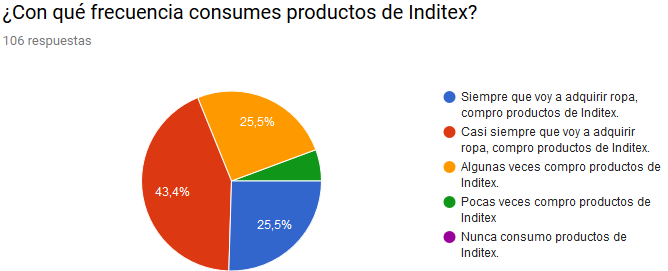 ¿Con qué frecuencia consumes productos de Inditex?
106 respuestas
25,5%
43,4%
25,5%
Siempre que voy a adquirir ropa,
compro productos de Inditex.
Casi siempre que voy a adquirir
ropa, compro productos de Inditex.
Algunas veces compro productos de
Inditex.
Pocas veces compro productos de
Inditex
Nunca consumo productos de
Inditex.